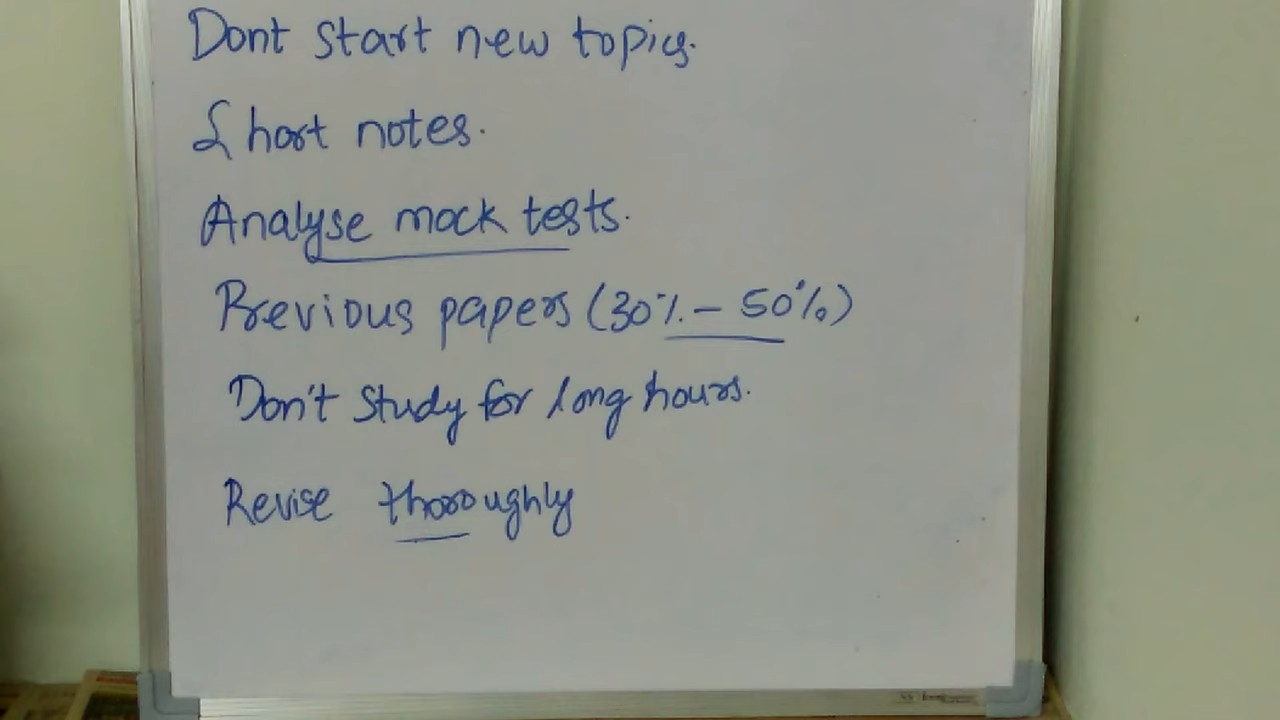 Dont start new topics.
Short notes.
Analyse mock tests.
Previous papers (30% - 50%)
Don't study for long hours.
Revise thoroughly